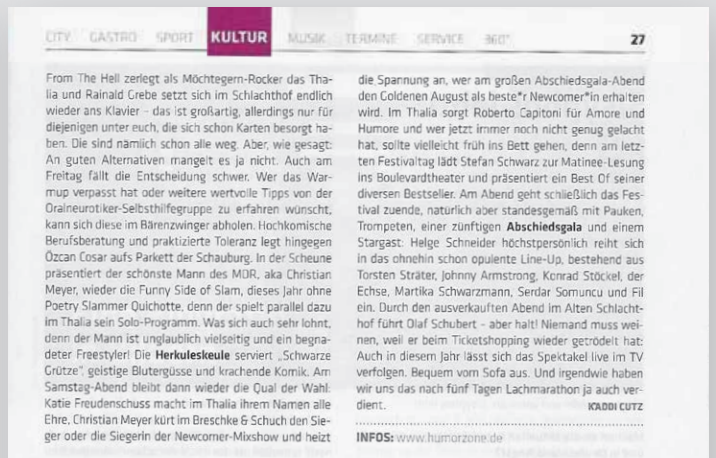 CITY GASTRO SPORT KULTUR MUSIK TERMINE SERVICE 360° 27
From The Hell zerlegt als Möchtegern-Rocker das Tha-
lia und Rainald Grebe setzt sich im Schlachthof endlich
wieder ans Klavier – das ist großartig, allerdings nur für
diejenigen unter euch, die sich schon Karten besorgt ha-
ben. Die sind nämlich schon alle weg. Aber, wie gesagt:
An guten Alternativen mangelt es ja nicht. Auch am
Freitag fällt die Entscheidung schwer. Wer das War-
mup verpasst hat oder weitere wertvolle Tipps von der
Oralneurotiker-Selbsthilfegruppe zu erfahren wünscht,
kann sich diese im Bärenzwinger abholen. Hochkomische
Berufsberatung und praktizierte Toleranz legt hingegen
Özcan Cosar aufs Parkett der Schauburg. In der Scheune
präsentiert der schönste Mann des MDR, aka Christian
Meyer, wieder die Funny Side of Slam, dieses Jahr ohne
Poetry Slammer Quichotte, denn der spielt parallel dazu
im Thalia sein Solo-Programm. Was sich auch sehr lohnt,
denn der Mann ist unglaublich vielseitig und ein begna-
deter Freestyler! Die Herkuleskeule serviert „Schwarze
Grütze", geistige Blutergüsse und krachende Komik. Am
Samstag-Abend bleibt dann wieder die Qual der Wahl:
Katie Freudenschuss macht im Thalia ihrem Namen alle
Ehre, Christian Meyer kürt im Breschke & Schuch den Sie-
ger oder die Siegerin der Newcomer-Mixshow und heizt
die Spannung an, wer am großen Abschiedsgala-Abend
den Goldenen August als beste*r Newcomer*in erhalten
wird. Im Thalia sorgt Roberto Capitoni für Amore und
Humore und wer jetzt immer noch nicht genug gelacht
hat, sollte vielleicht früh ins Bett gehen, denn am letz-
ten Festivaltag lädt Stefan Schwarz zur Matinee-Lesung
ins Boulevardtheater und präsentiert ein Best Of seiner
diversen Bestseller. Am Abend geht schließlich das Fes-
tival zuende, natürlich aber standesgemäß mit Pauken,
Trompeten, einer zünftigen Abschiedsgala und einem
Stargast: Helge Schneider höchstpersönlich reiht sich
in das ohnehin schon opulente Line-Up, bestehend aus
Torsten Sträter, Johnny Armstrong, Konrad Stöckel, der
Echse, Martika Schwarzmann, Serdar Somuncu und Fil
ein. Durch den ausverkauften Abend im Alten Schlacht-
hof führt Olaf Schubert – aber halt! Niemand muss wei-
nen, weil er beim Ticketshopping wieder getrödelt hat:
Auch in diesem Jahr lässt sich das Spektakel live im TV
verfolgen. Bequem vom Sofa aus. Und irgendwie haben
wir uns das nach fünf Tagen Lachmarathon ja auch ver-
dient. KADDI CUTZ
INFOS: www.humorzone.de